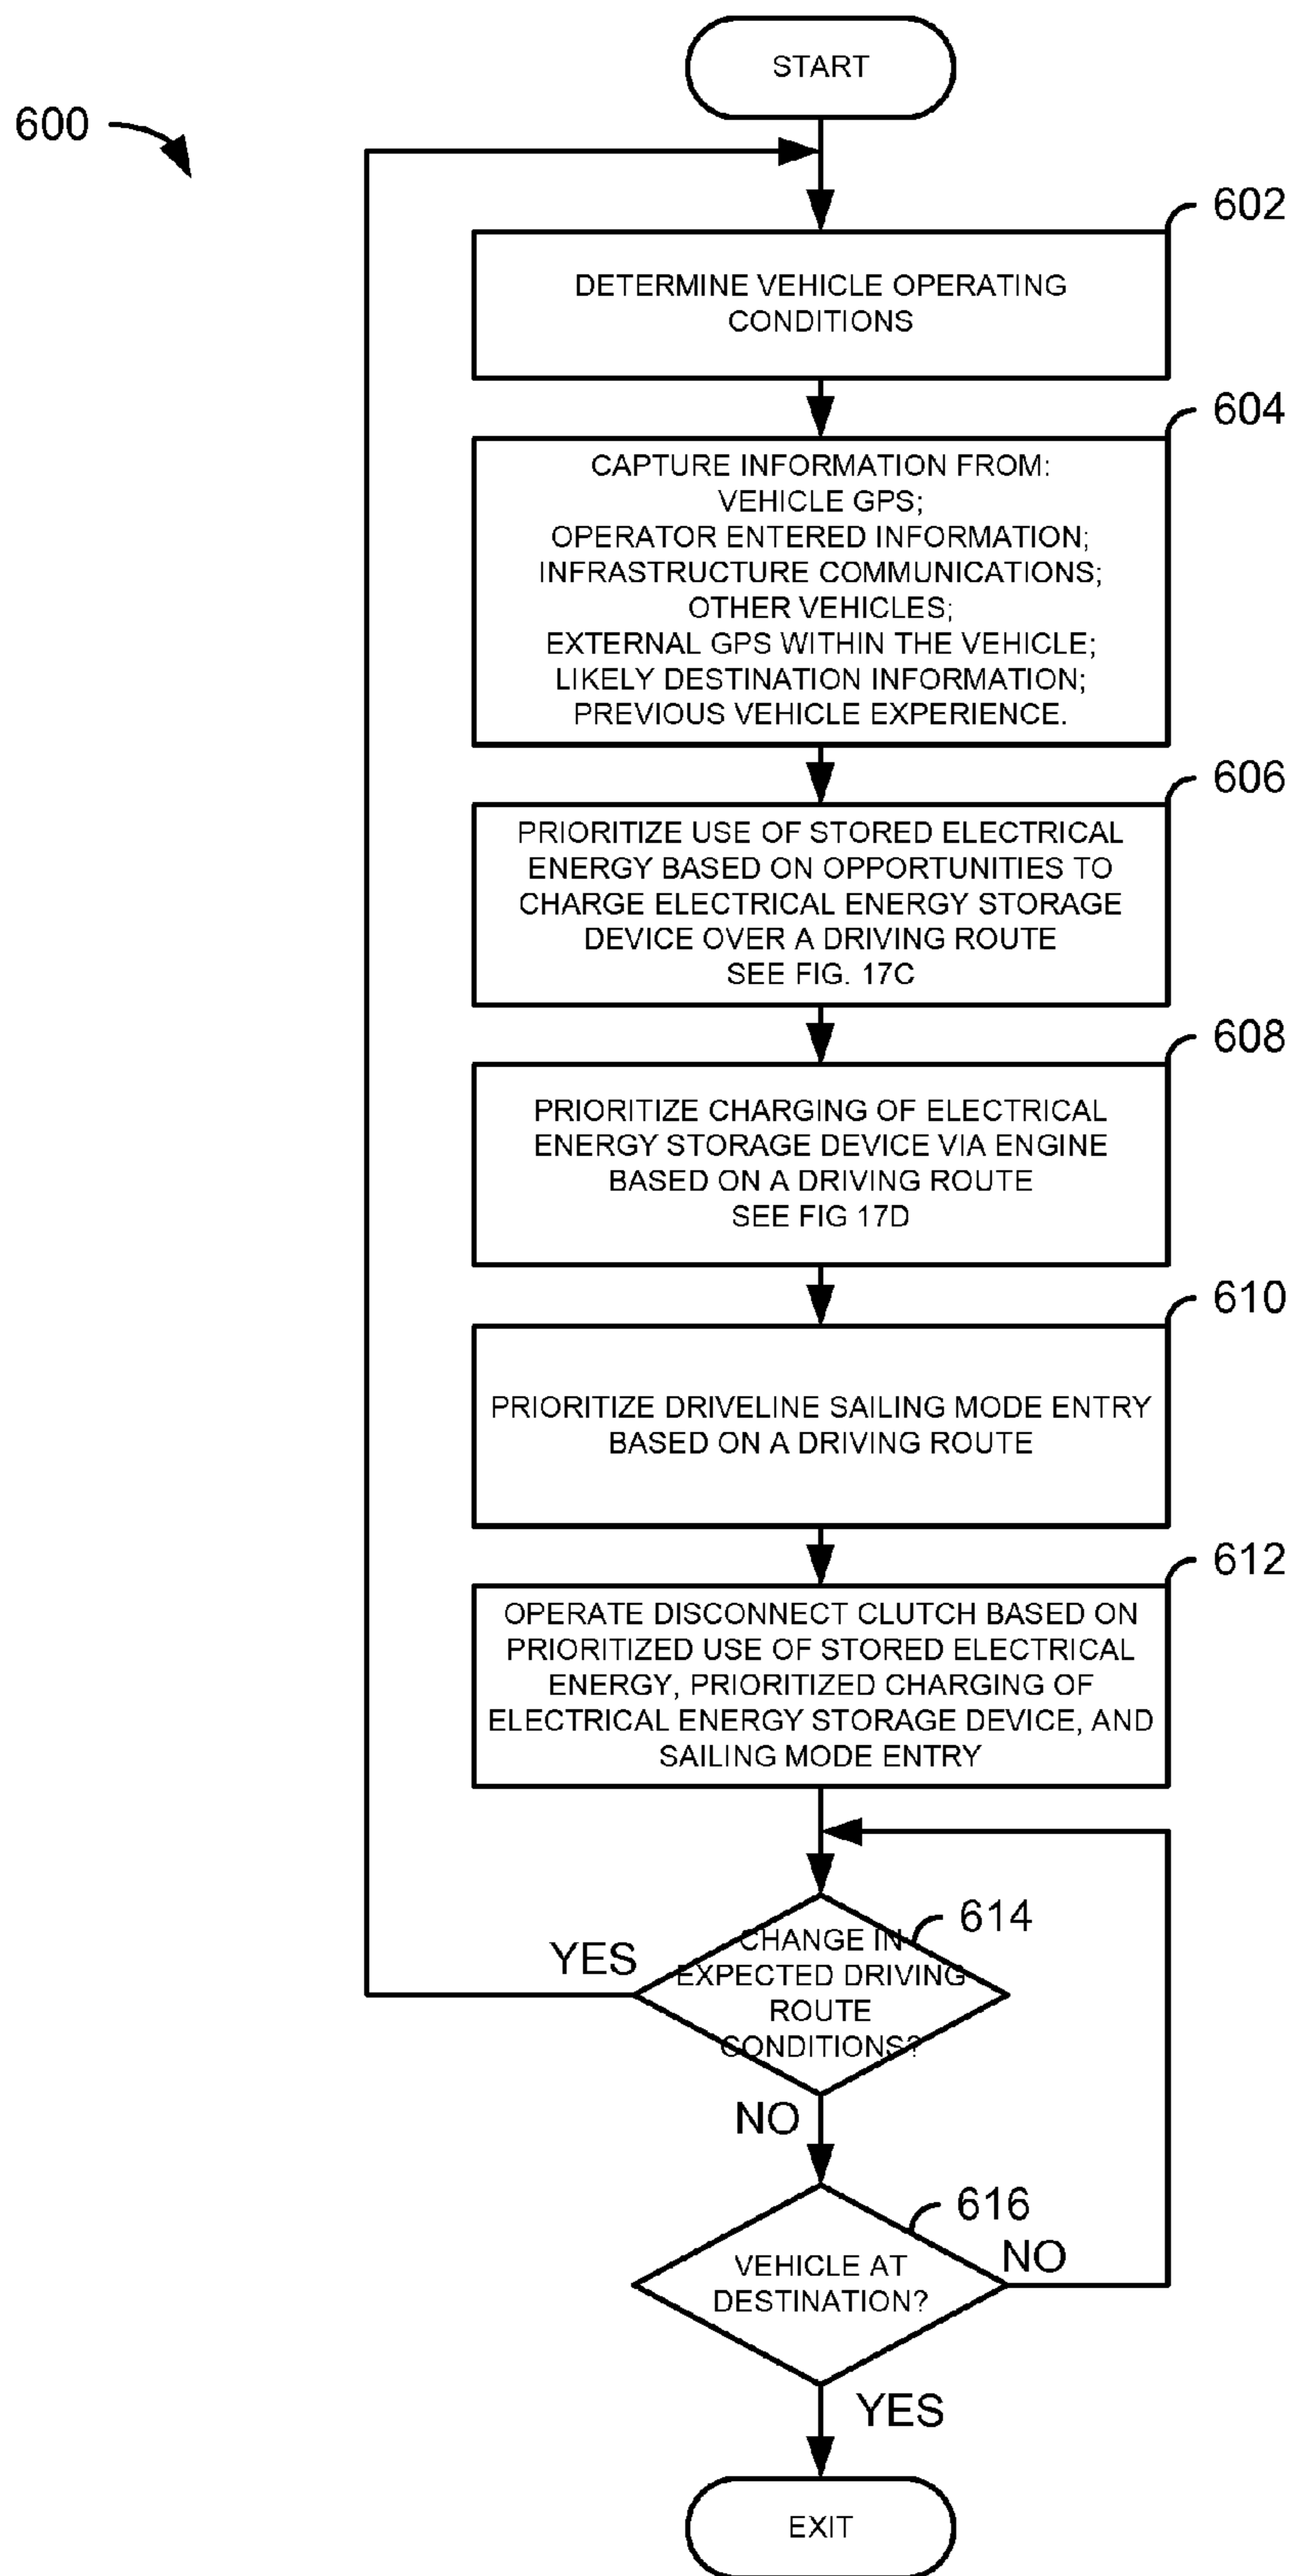 START
600
602
DETERMINE VEHICLE OPERATING
CONDITIONS
604
CAPTURE INFORMATION FROM:
VEHICLE GPS;
OPERATOR ENTERED INFORMATION;
INFRASTRUCTURE COMMUNICATIONS;
OTHER VEHICLES;
EXTERNAL GPS WITHIN THE VEHICLE;
LIKELY DESTINATION INFORMATION;
PREVIOUS VEHICLE EXPERIENCE.
606
PRIORITIZE USE OF STORED ELECTRICAL
ENERGY BASED ON OPPORTUNITIES TO
CHARGE ELECTRICAL ENERGY STORAGE
DEVICE OVER A DRIVING ROUTE
SEE FIG. 17C
608
PRIORITIZE CHARGING OF ELECTRICAL
ENERGY STORAGE DEVICE VIA ENGINE
BASED ON A DRIVING ROUTE
SEE FIG 17D
610
PRIORITIZE DRIVELINE SAILING MODE ENTRY
BASED ON A DRIVING ROUTE
612
OPERATE DISCONNECT CLUTCH BASED ON
PRIORITIZED USE OF STORED ELECTRICAL
ENERGY, PRIORITIZED CHARGING OF
ELECTRICAL ENERGY STORAGE DEVICE, AND
SAILING MODE ENTRY
614
YES
CHANGE IN
EXPECTED DRIVING
ROUTE
CONDITIONS?
NO
616
NO
VEHICLE AT
DESTINATION?
YES
EXIT